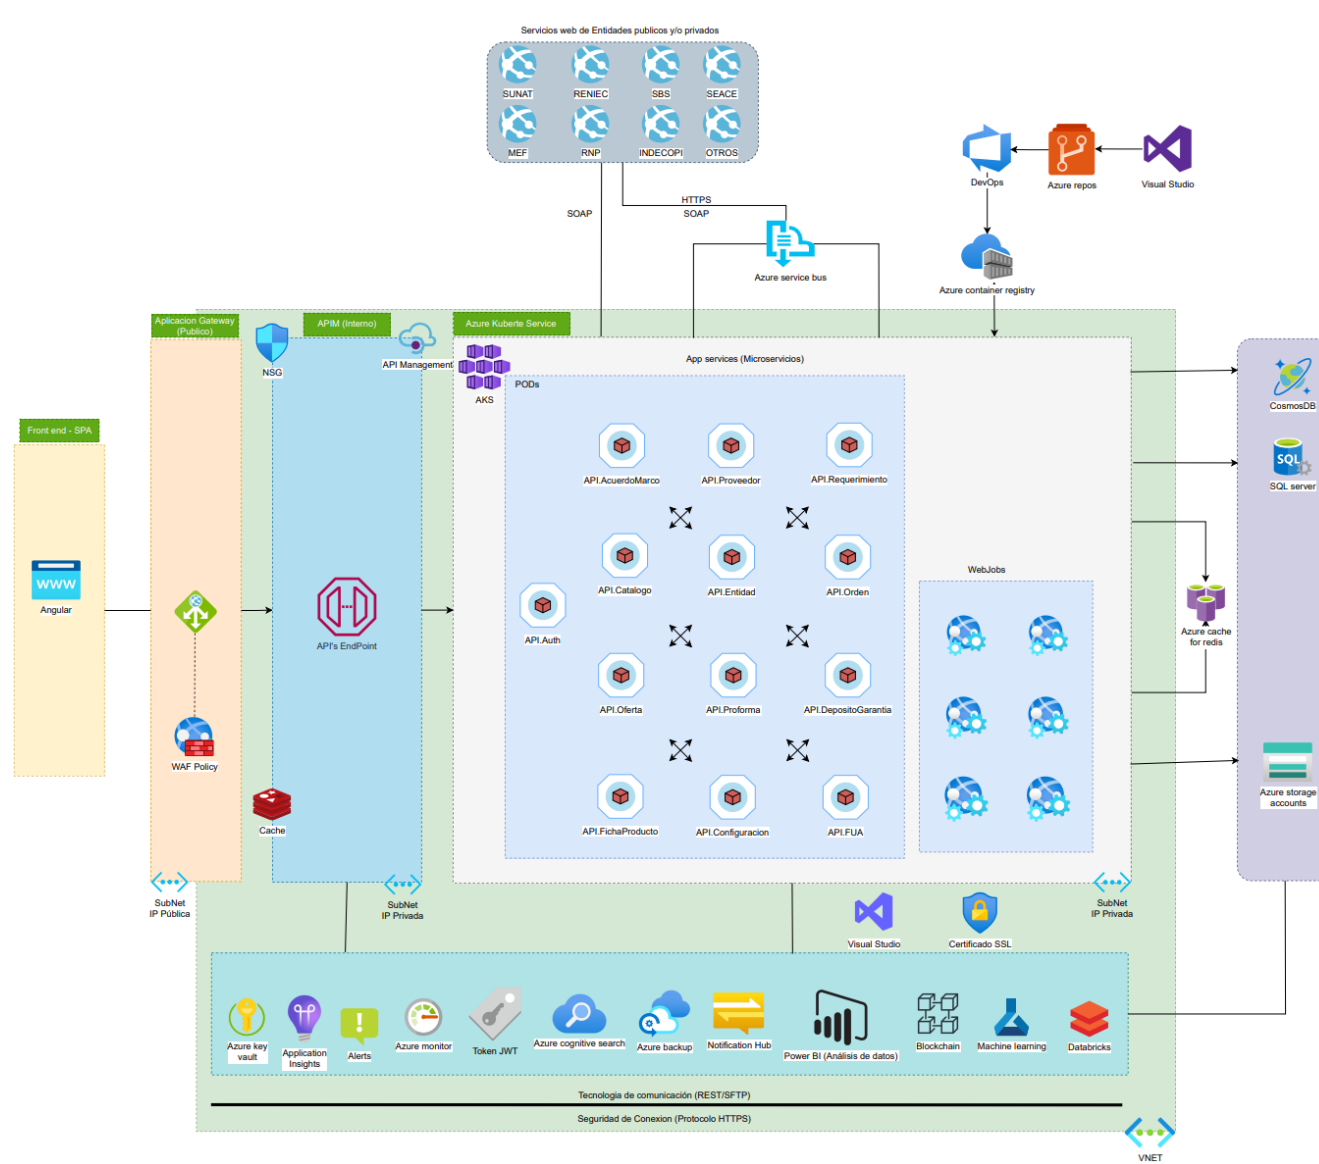 Servicios web de Entidades publicos y/o privados
SUNAT
RENIEC
SBS
SEACE
MEF
RNP
INDECOPI
OTROS
DevOps
Azure repos
Visual Studio
SOAP
HTTPS
SOAP
Azure service bus
Azure container registry
Aplicacion Gateway
(Publico)
NSG
APIM (Interno)
API Management
Azure Kuberte Service
AKS
App services (Microservicios)
PODs
Front end - SPA
WWW
Angular
WAF Policy
API's EndPoint
Cache
API.AcuerdoMarco
API.Proveedor
API.Requerimiento
API.Catalogo
API.Entidad
API.Orden
API.Auth
API.Oferta
API.Proforma
API.DepositoGarantia
API.FichaProducto
API.Configuracion
API.FUA
WebJobs
CosmosDB
SQL
SQL server
Azure cache
for redis
Azure storage
accounts
SubNet
IP Pública
SubNet
IP Privada
SubNet
IP Privada
Visual Studio
Certificado SSL
Azure key
vault
Application
Insights
Alerts
Azure monitor
Token JWT
Azure cognitive search
Azure backup
Notification Hub
Power BI (Análisis de datos)
Blockchain
Machine learning
Databricks
Tecnologia de comunicación (REST/SFTP)
Seguridad de Conexion (Protocolo HTTPS)
VNET